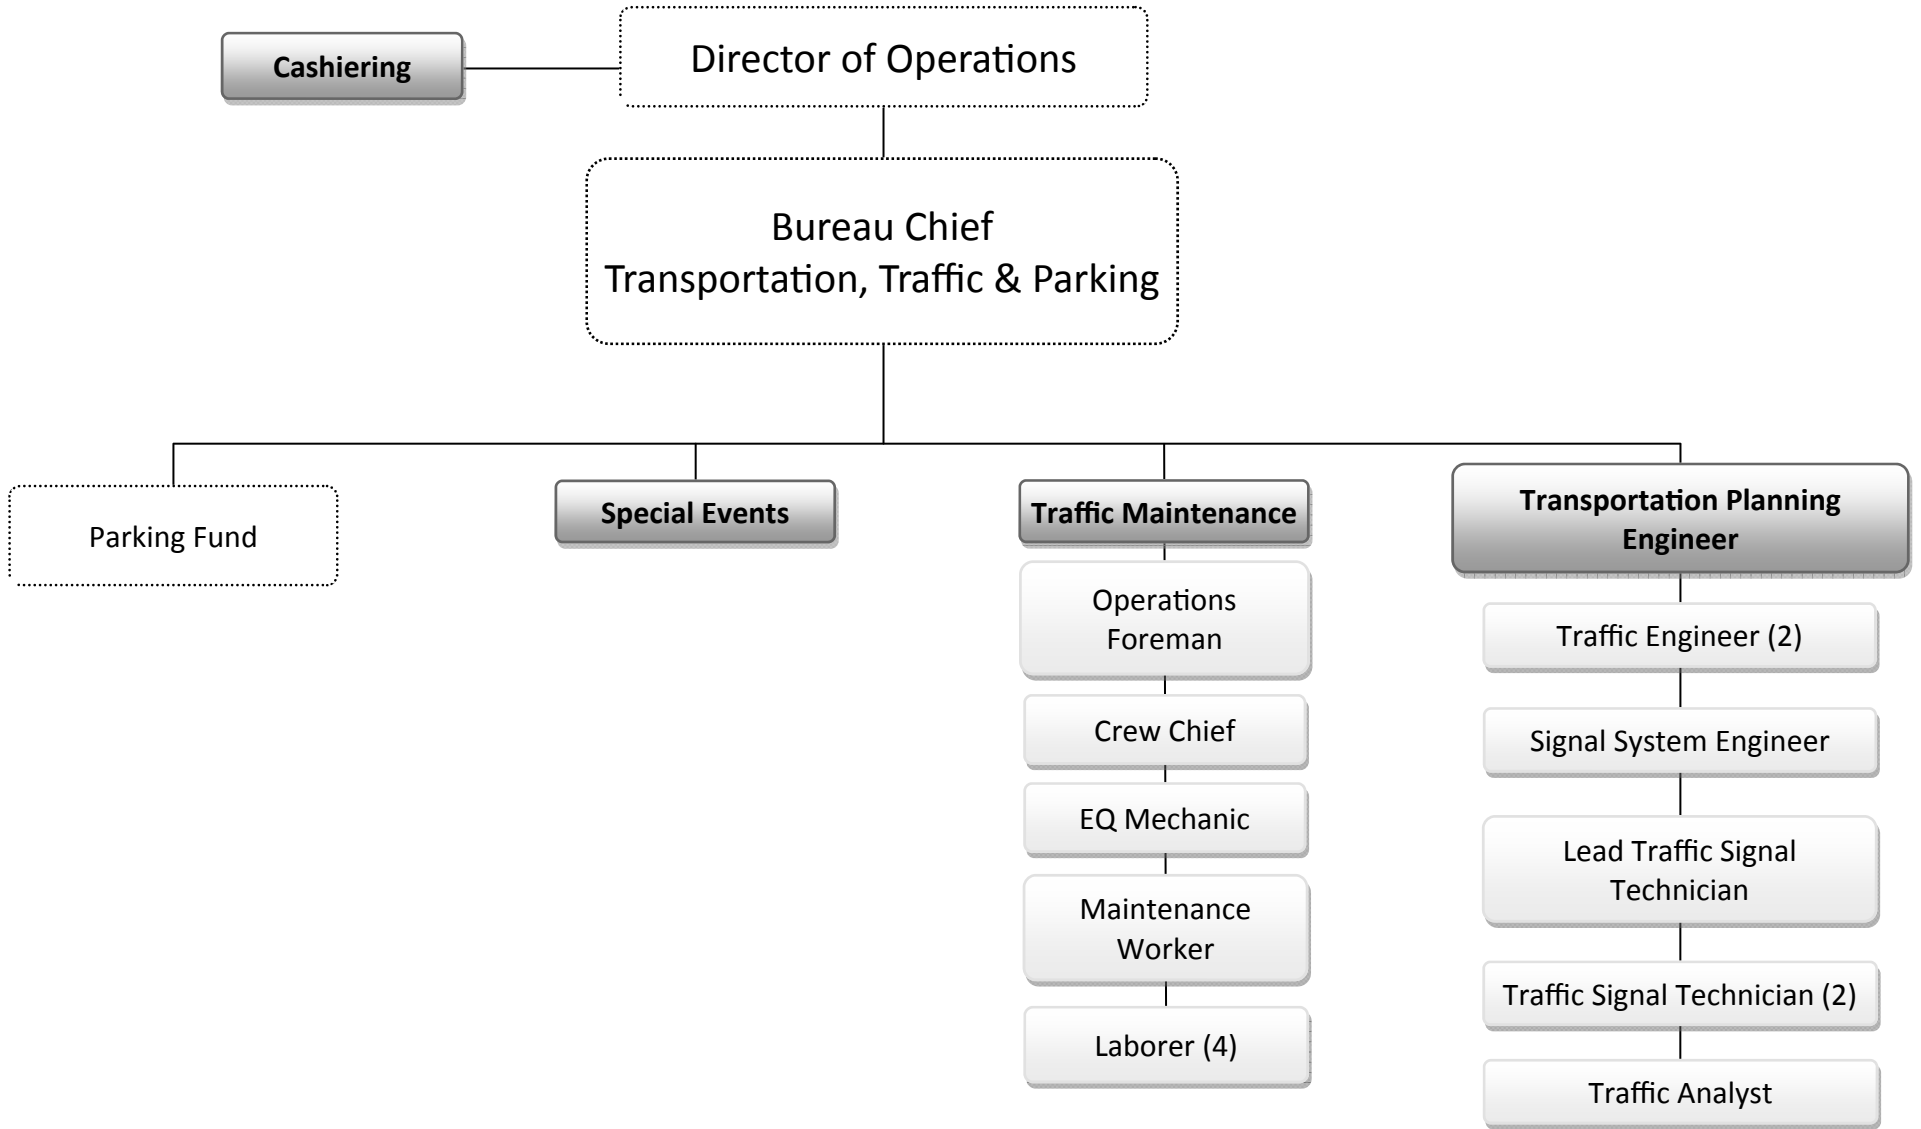 Cashiering
Director of Operations
Bureau Chief
Transportation, Traffic & Parking
Parking Fund
Special Events
Traffic Maintenance
Operations
Foreman
Crew Chief
EQ Mechanic
Maintenance
Worker
Laborer (4)
Transportation Planning
Engineer
Traffic Engineer (2)
Signal System Engineer
Lead Traffic Signal
Technician
Traffic Signal Technician (2)
Traffic Analyst